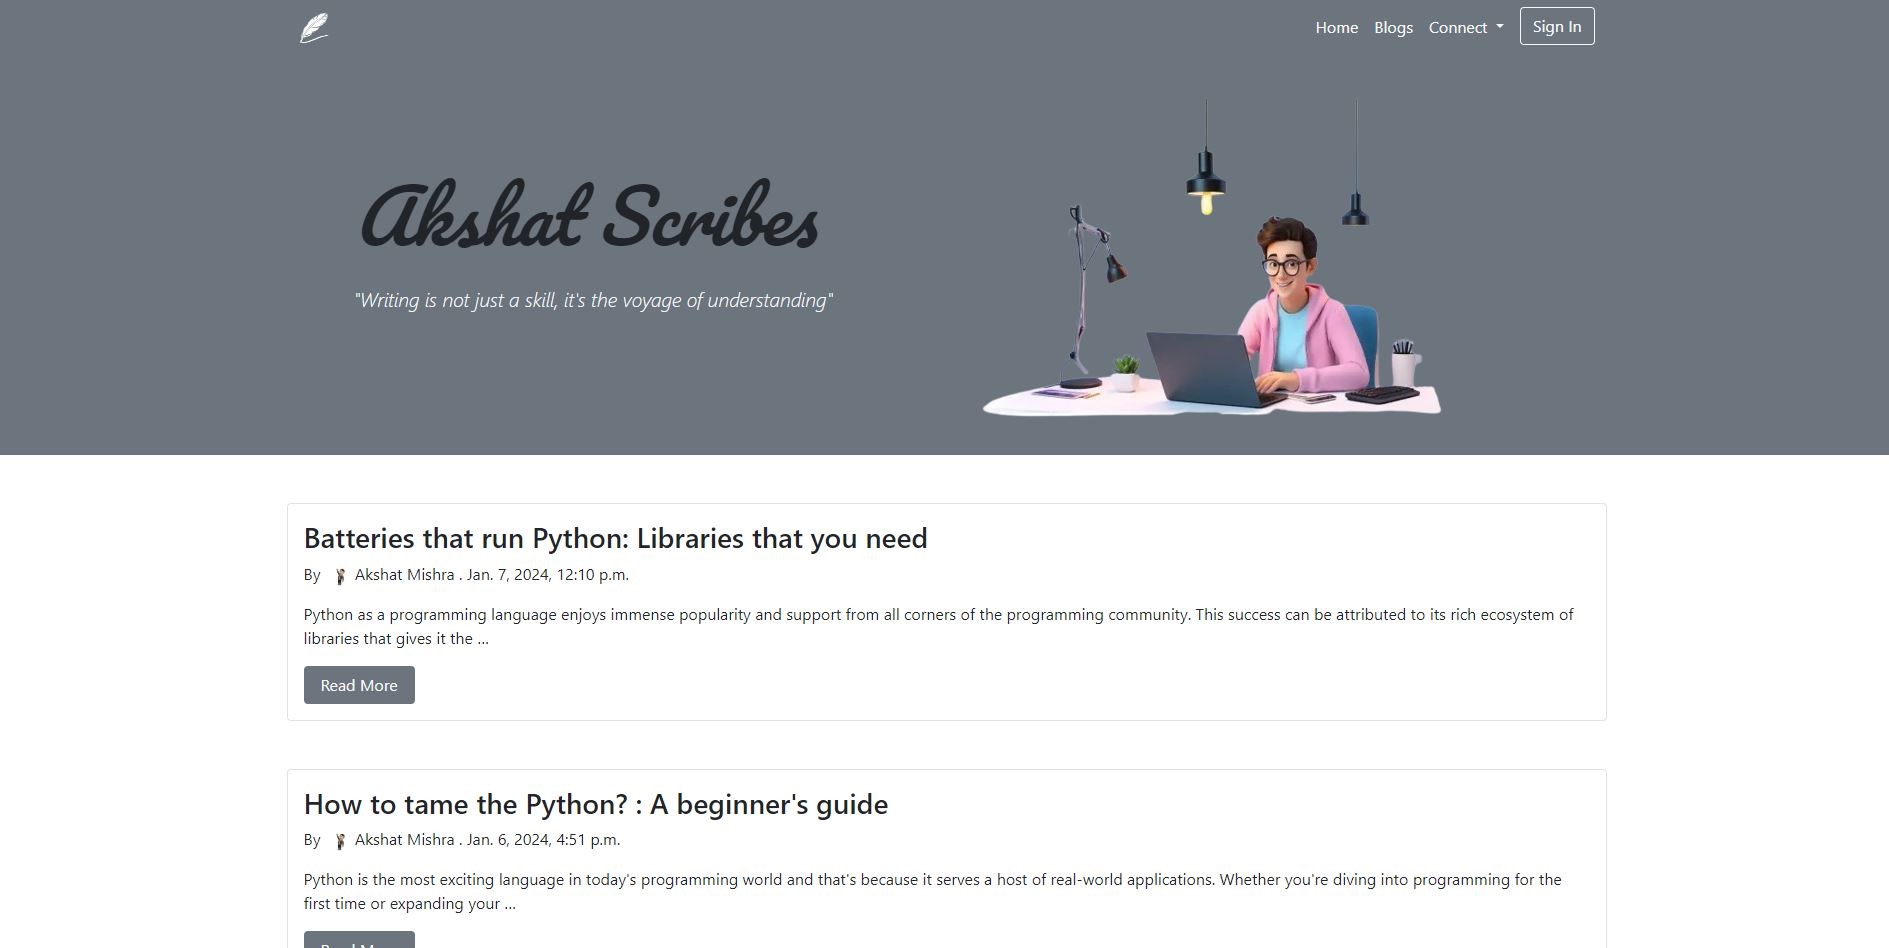 Home Blogs Connect Sign In
Akshat Scribes
"Writing is not just a skill, it's the voyage of understanding"
Batteries that run Python: Libraries that you need
By Akshat Mishra . Jan. 7, 2024, 12:10 p.m.
Python as a programming language enjoys immense popularity and support from all corners of the programming community. This success can be attributed to its rich ecosystem of
libraries that gives it the …
Read More
How to tame the Python? : A beginner's guide
By Akshat Mishra . Jan. 6, 2024, 4:51 p.m.
Python is the most exciting language in today's programming world and that's because it serves a host of real-world applications. Whether you're diving into programming for the
first time or expanding your …